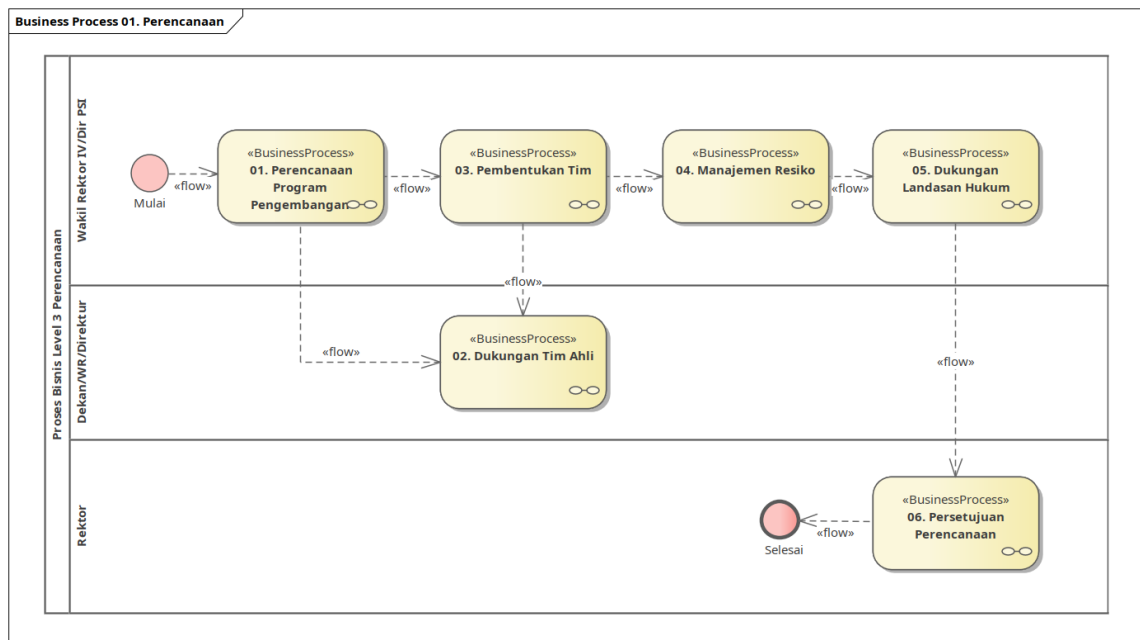 Business Process 01. Perencanaan
Proses Bisnis Level 3 Perencanaan
Wakil Rektor IV/Dir PSI
Mulai
«flow»
«BusinessProcess»
01. Perencanaan
Program
Pengembangan
«flow»
«BusinessProcess»
03. Pembentukan Tim
«flow»
«BusinessProcess»
04. Manajemen Resiko
«flow»
«BusinessProcess»
05. Dukungan
Landasan Hukum
«flow»
Dekan/WR/Direktur
«flow»
«BusinessProcess»
02. Dukungan Tim Ahli
«flow»
Rektor
«BusinessProcess»
06. Persetujuan
Perencanaan
«flow»
Selesai